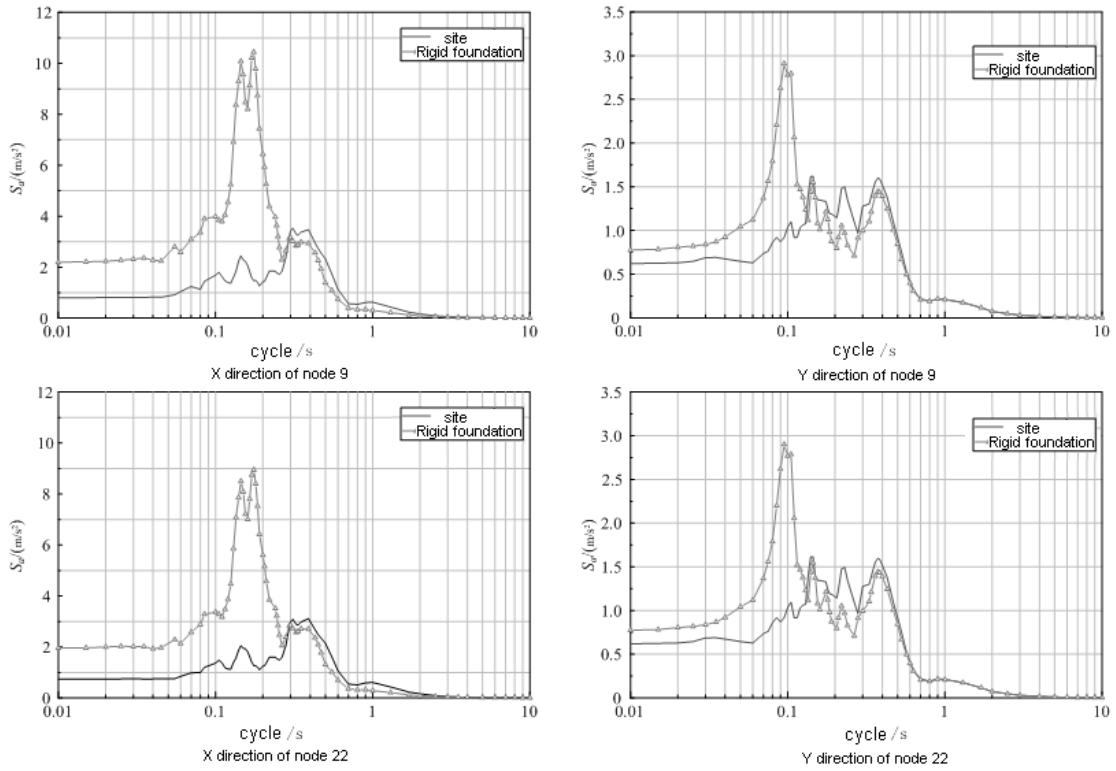 12
10
8
6
4
2
0
Sa/(m/s²)
site
Rigid foundation
0.01 0.1 1 10
cycle /s
X direction of node 9
3.5
3.0
2.5
2.0
1.5
1.0
0.5
0
Sa/(m/s²)
site
Rigid foundation
0.01 0.1 1 10
cycle /s
Y direction of node 9
12
10
8
6
4
2
0
Sa/(m/s²)
site
Rigid foundation
0.01 0.1 1 10
cycle /s
X direction of node 22
3.5
3.0
2.5
2.0
1.5
1.0
0.5
0
Sa/(m/s²)
site
Rigid foundation
0.01 0.1 1 10
cycle /s
Y direction of node 22